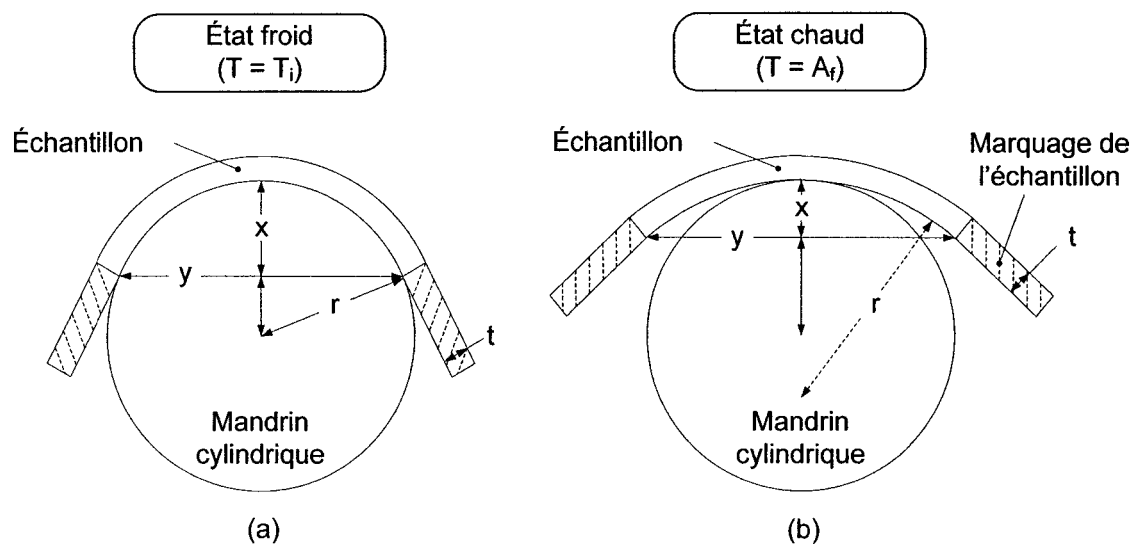 État froid
(T = Tᵢ)
État chaud
(T = A_f)
Échantillon
Échantillon
Marquage de
l'échantillon
x
y
r
t
x
y
r
t
Mandrin
cylindrique
Mandrin
cylindrique
(a)
(b)